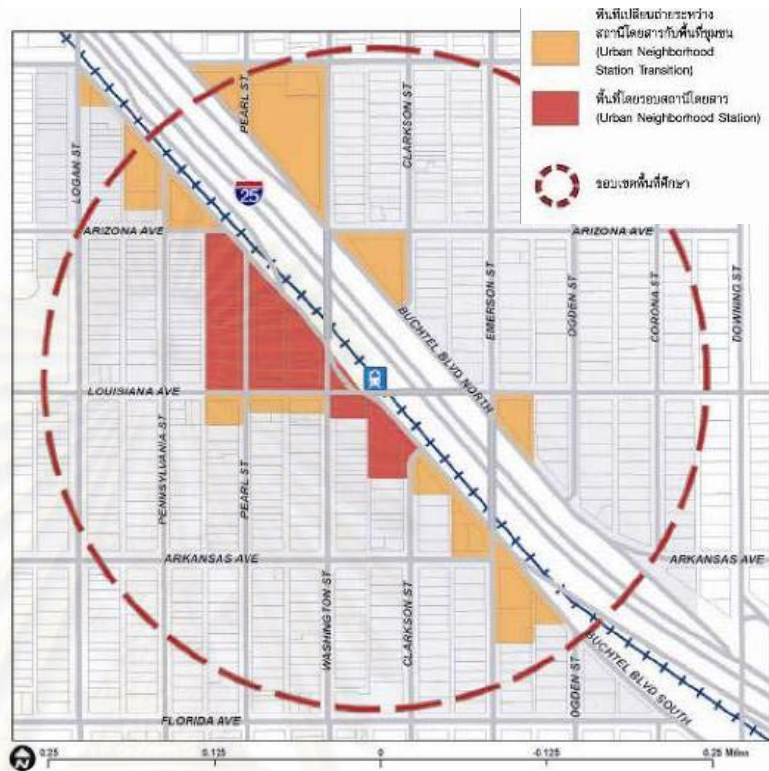 พื้นที่เปลี่ยนถ่ายระหว่าง
สถานีโดยสารกับพื้นที่ชุมชน
(Urban Neighborhood
Station Transition)
พื้นที่โดยรอบสถานีโดยสาร
(Urban Neighborhood Station)
ขอบเขตพื้นที่ศึกษา
LOGAN ST
PEARL ST
CLARKSON ST
25
ARIZONA AVE
ARIZONA AVE
EMERSON ST
OGDEN ST
CORONA ST
DOWNING ST
BUCHTEL BLVD NORTH
LOUISIANA AVE
PENNSYLVANIA ST
PEARL ST
ARKANSAS AVE
ARKANSAS AVE
WASHINGTON ST
CLARKSON ST
OGDEN ST
BUCHTEL BLVD SOUTH
FLORIDA AVE
0.25 0.125 0 -0.125 0.25 Miles